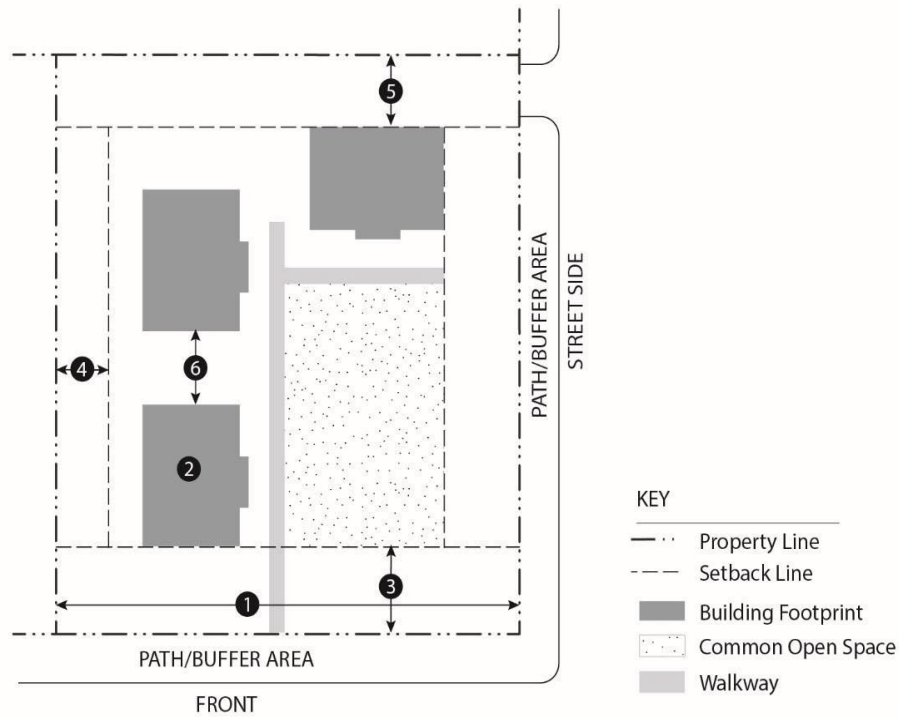 5
4
6
2
1
3
PATH/BUFFER AREA
FRONT
PATH/BUFFER AREA
STREET SIDE
KEY
Property Line
Setback Line
Building Footprint
Common Open Space
Walkway